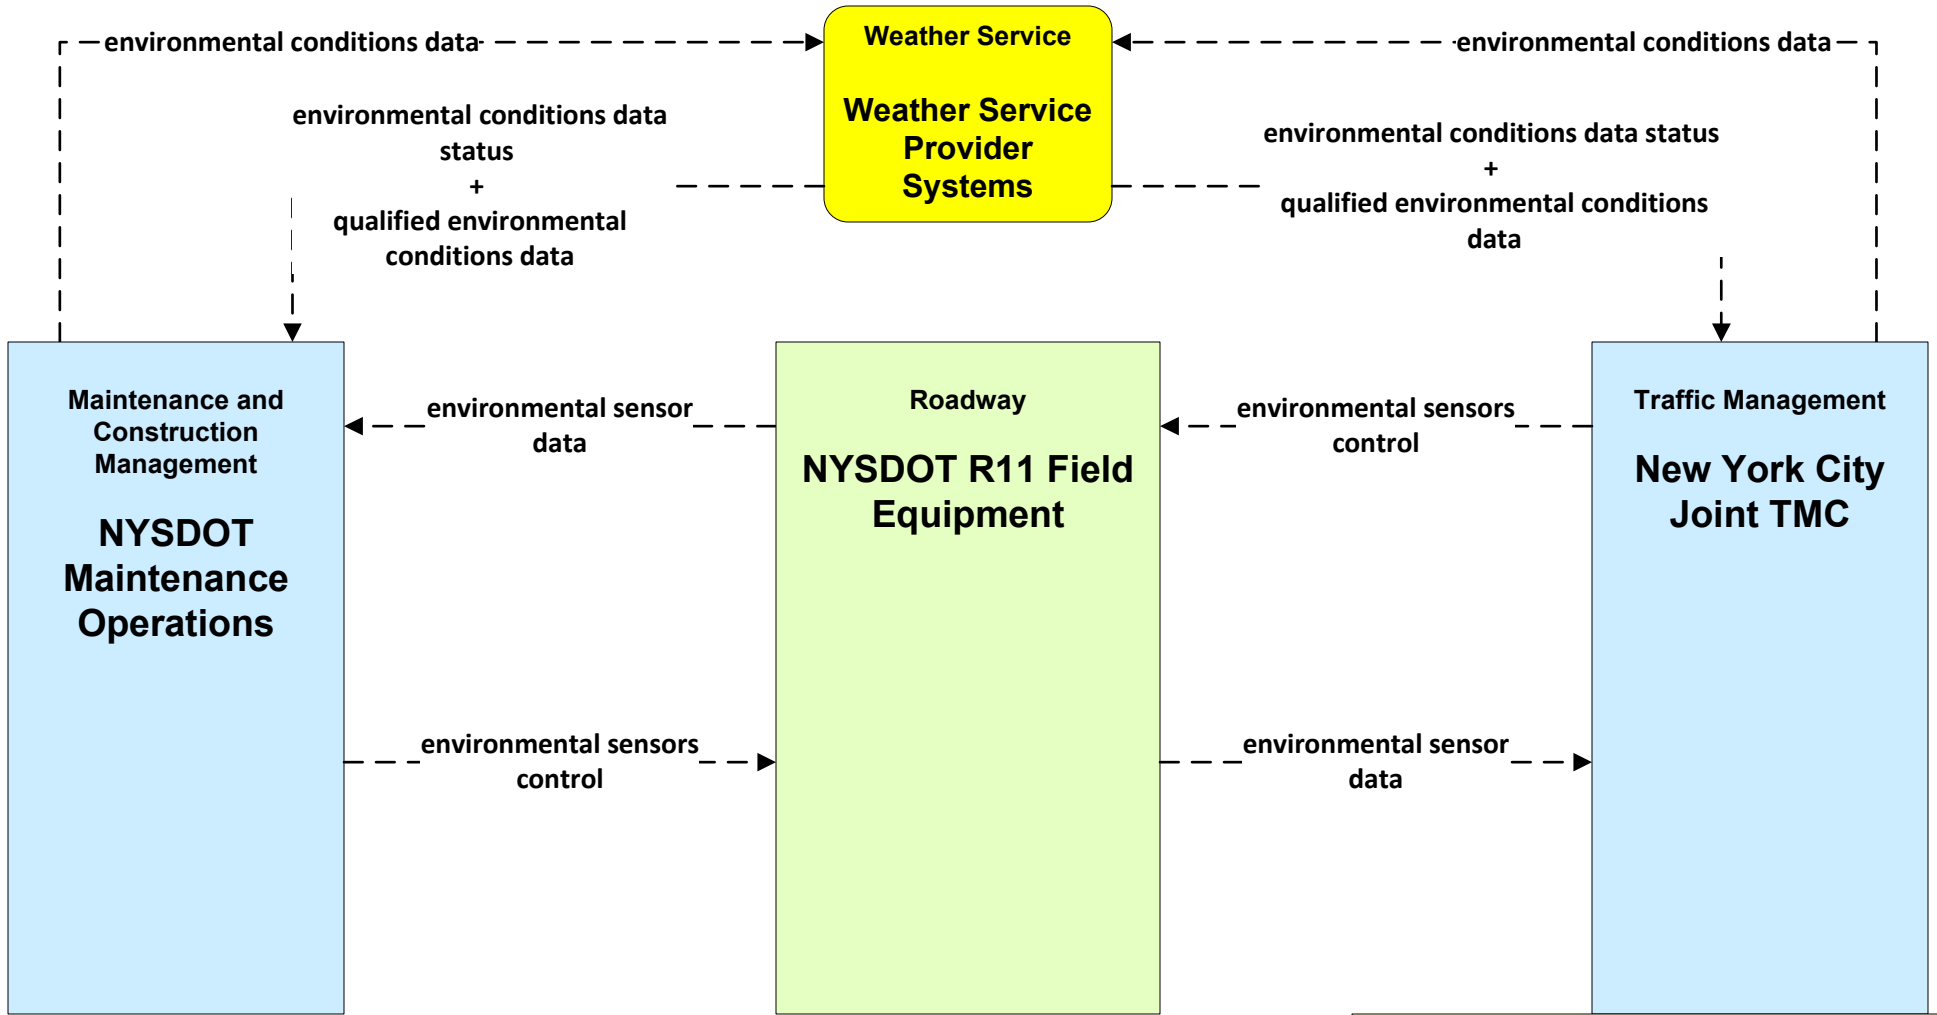 environmental conditions data
Weather Service
environmental conditions data
Weather Service
Provider
Systems
environmental conditions data
status
+
qualified environmental
conditions data
environmental conditions data status
+
qualified environmental conditions
data
Maintenance and
Construction
Management
NYSDOT
Maintenance
Operations
environmental sensor
data
Roadway
NYSDOT R11 Field
Equipment
environmental sensors
control
Traffic Management
New York City
Joint TMC
environmental sensors
control
environmental sensor
data